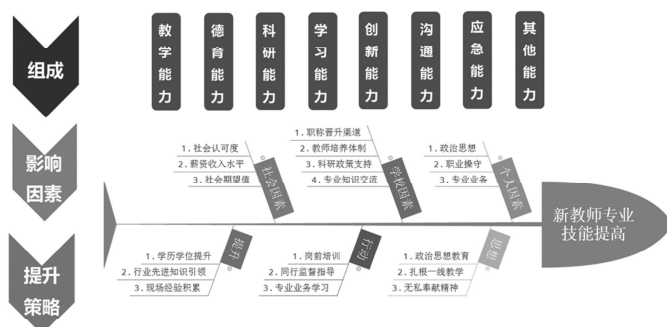 组成
教学能力
德育能力
科研能力
学习能力
创新能力
沟通能力
应急能力
其他能力
影响
因素
1.社会认可度
2.薪资收入水平
3.社会期望值
社会因素
1.职称晋升渠道
2.教师培养体制
3.科研政策支持
4.专业知识交流
学校因素
1.政治思想
2.职业操守
3.专业业务
个人因素
新教师专业
技能提高
提升
策略
1.学历学位提升
2.行业先进知识引领
3.现场经验积累
提升
1.岗前培训
2.同行监督指导
3.专业业务学习
行动
1.政治思想教育
2.扎根一线教学
3.无私奉献精神
思想